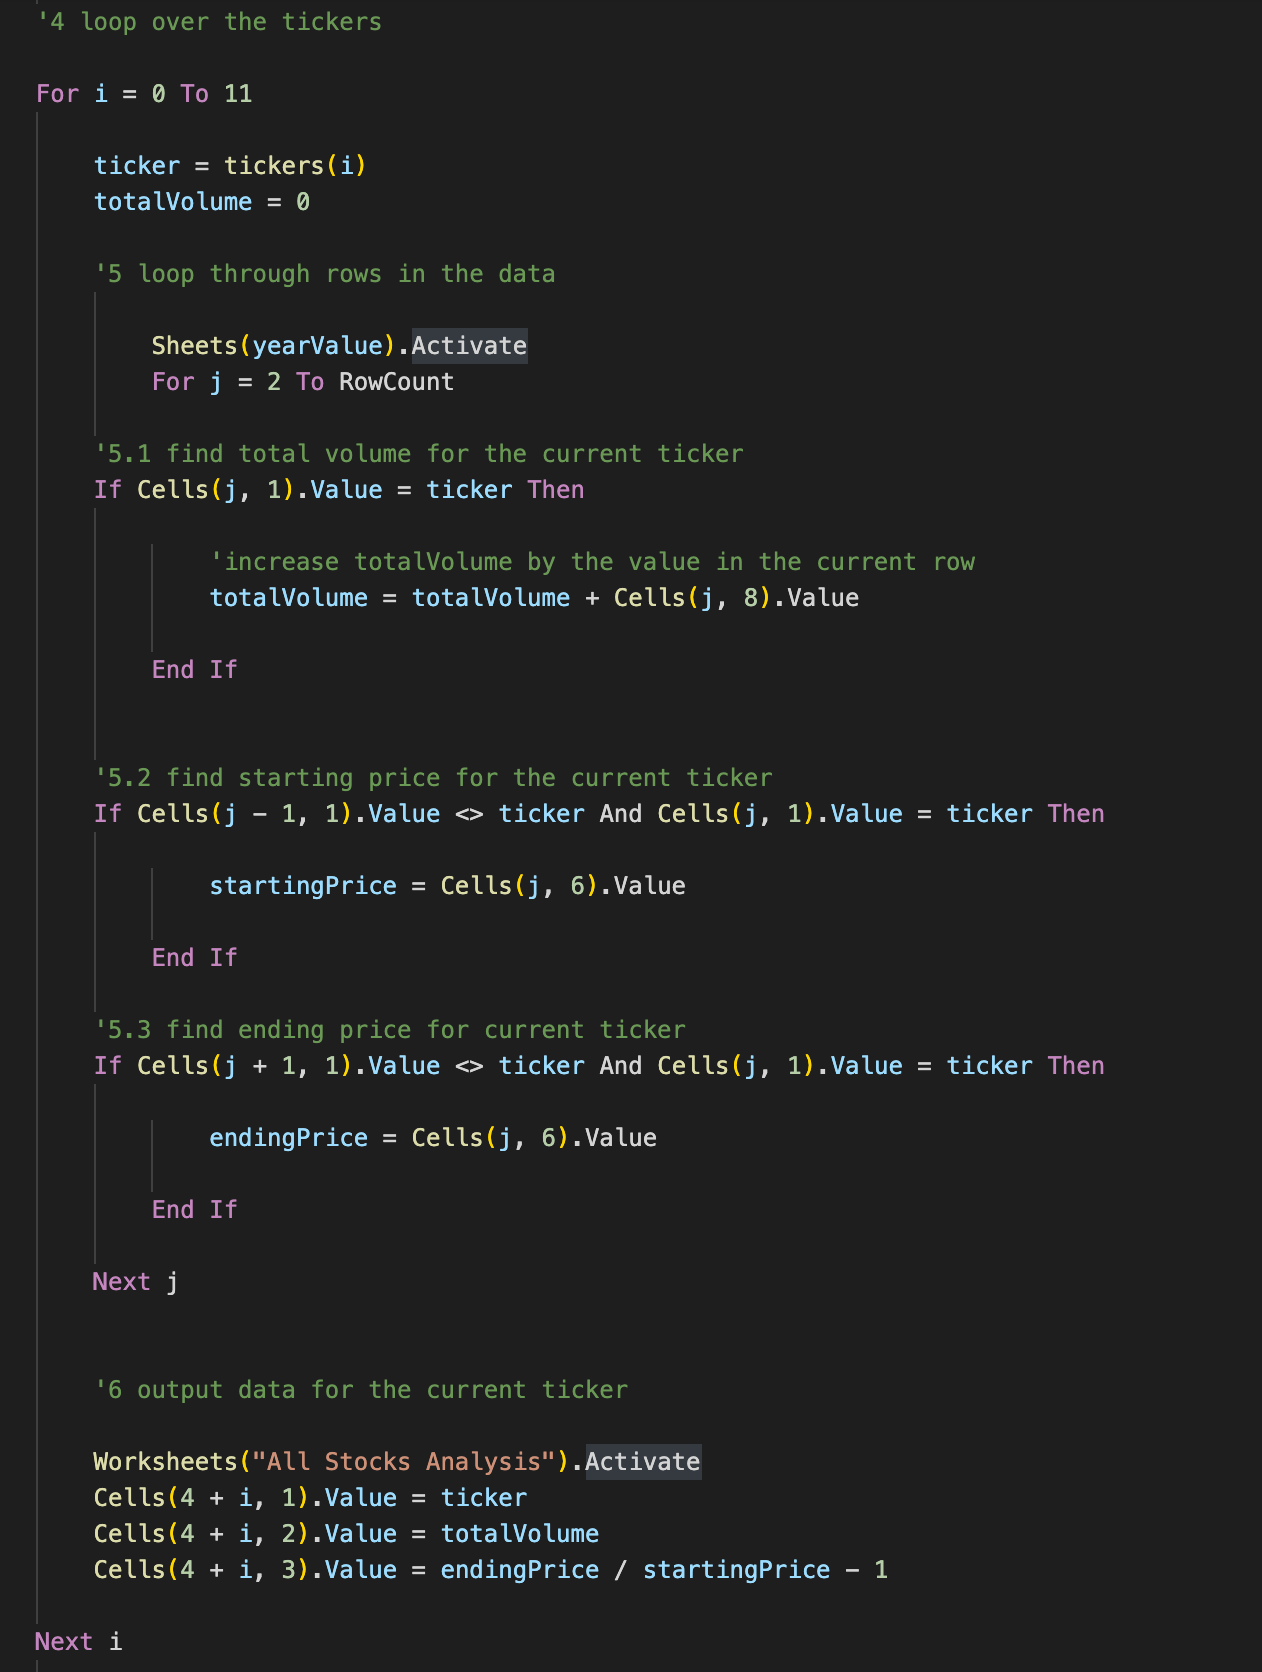 '4 loop over the tickers
For i = 0 To 11
ticker = tickers(i)
totalVolume = 0
'5 loop through rows in the data
Sheets(yearValue).Activate
For j = 2 To RowCount
'5.1 find total volume for the current ticker
If Cells(j, 1).Value = ticker Then
'increase totalVolume by the value in the current row
totalVolume = totalVolume + Cells(j, 8).Value
End If
'5.2 find starting price for the current ticker
If Cells(j - 1, 1).Value <> ticker And Cells(j, 1).Value = ticker Then
startingPrice = Cells(j, 6).Value
End If
'5.3 find ending price for current ticker
If Cells(j + 1, 1).Value <> ticker And Cells(j, 1).Value = ticker Then
endingPrice = Cells(j, 6).Value
End If
Next j
'6 output data for the current ticker
Worksheets("All Stocks Analysis").Activate
Cells(4 + i, 1).Value = ticker
Cells(4 + i, 2).Value = totalVolume
Cells(4 + i, 3).Value = endingPrice / startingPrice - 1
Next i